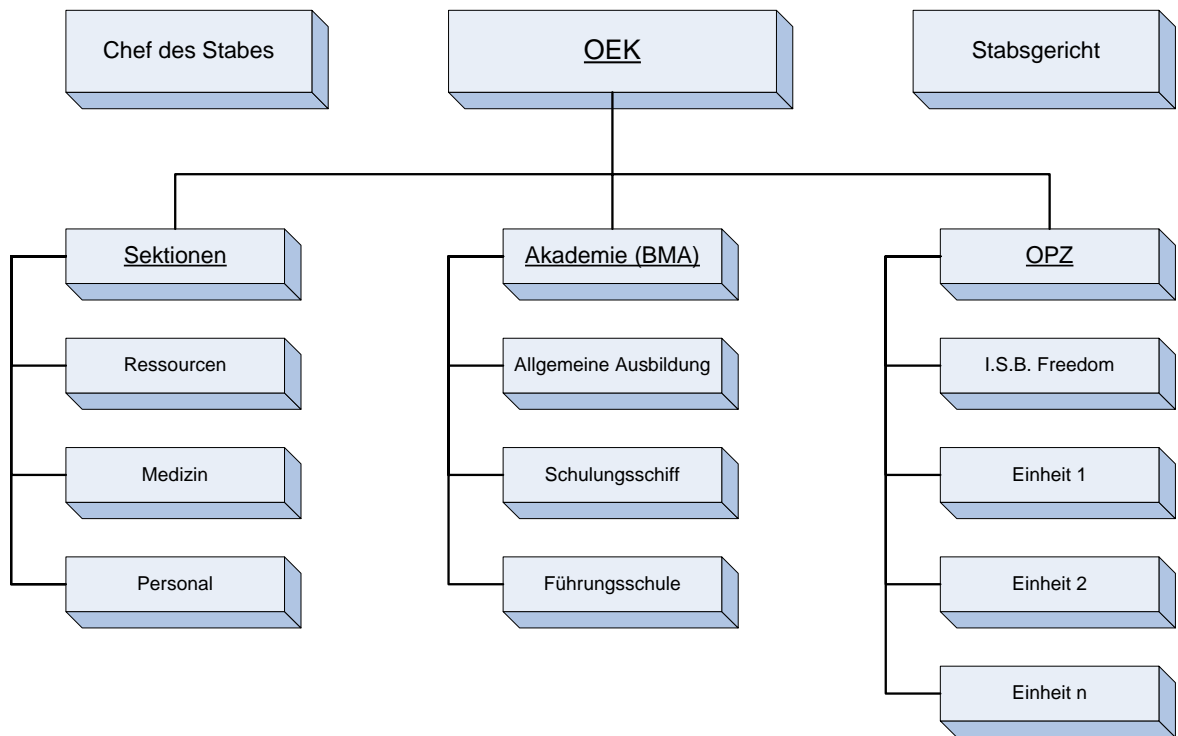 Chef des Stabes
OEK
Stabsgericht
Sektionen
Akademie (BMA)
OPZ
Ressourcen
Allgemeine Ausbildung
I.S.B. Freedom
Medizin
Schulungsschiff
Einheit 1
Personal
Führungsschule
Einheit 2
Einheit n